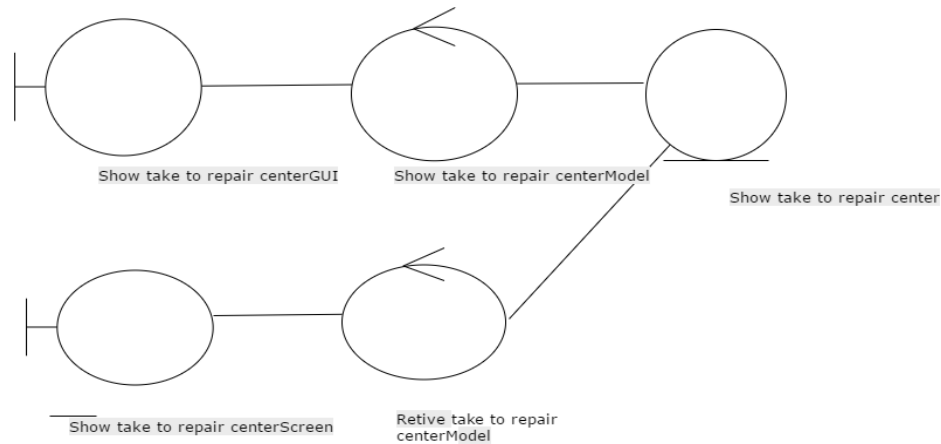 Show take to repair centerGUI
Show take to repair centerModel
Show take to repair center
Show take to repair centerScreen
Retive take to repair
centerModel